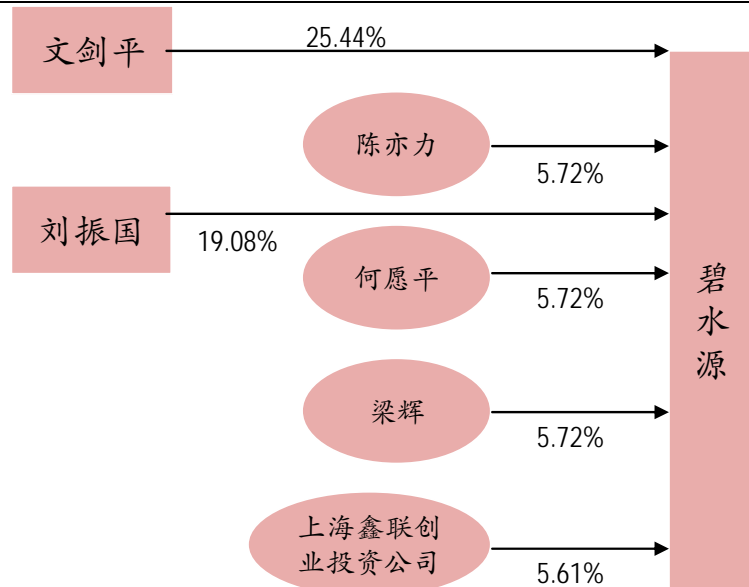 文剑平
25.44%
陈亦力
5.72%
刘振国
19.08%
何愿平
5.72%
碧
水
源
梁辉
5.72%
上海鑫联创
业投资公司
5.61%